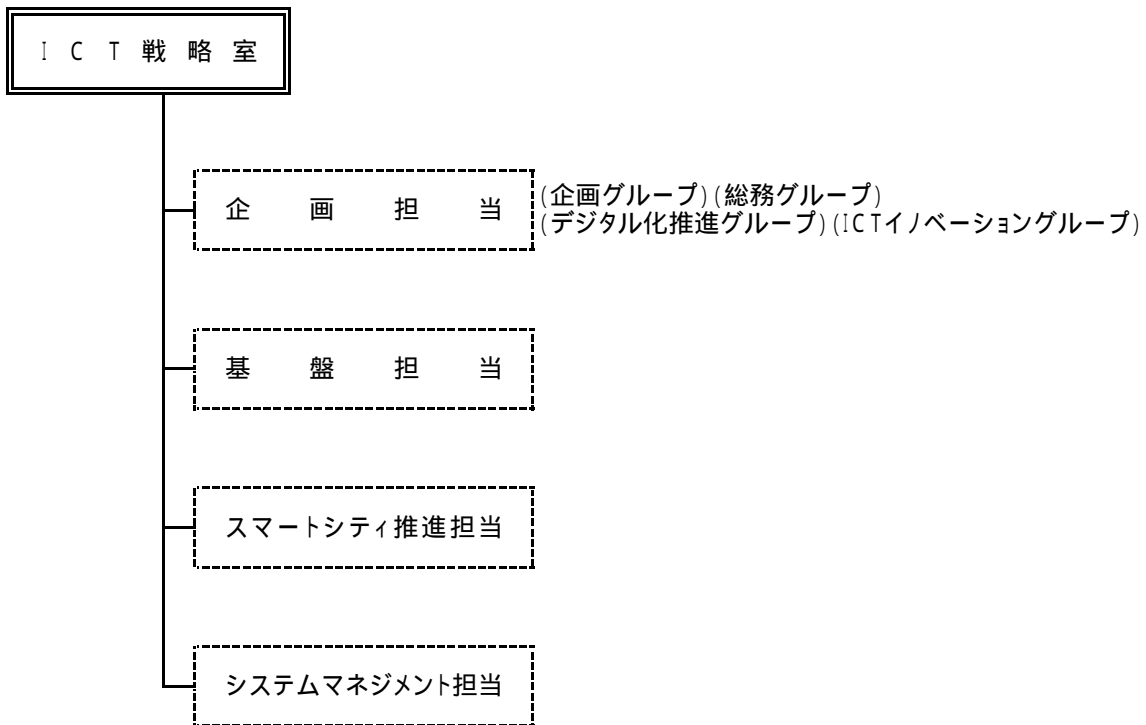 ICT戦略室
企画担当
(企画グループ)(総務グループ)
(デジタル化推進グループ)(ICTイノベーショングループ)
基盤担当
スマートシティ推進担当
システムマネジメント担当